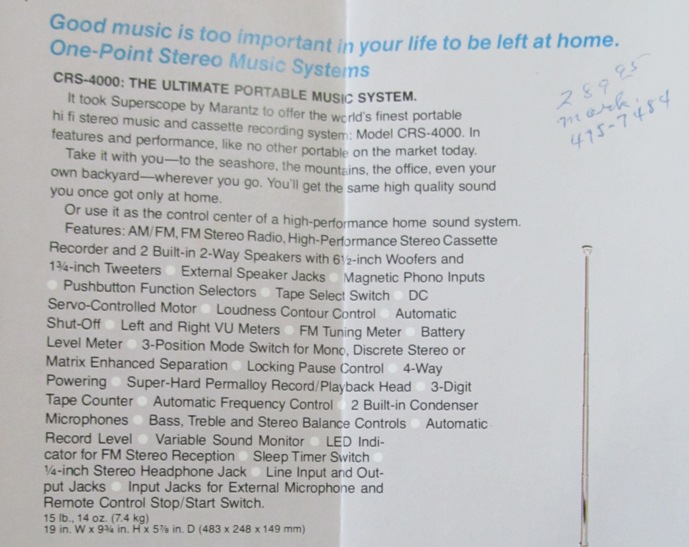 Good music is too important in your life to be left at home.
One-Point Stereo Music Systems
CRS-4000: THE ULTIMATE PORTABLE MUSIC SYSTEM.
It took Superscope by Marantz to offer the world's finest portable
hi fi stereo music and cassette recording system: Model CRS-4000. In
features and performance, like no other portable on the market today.
Take it with you—to the seashore, the mountains, the office, even your
own backyard—wherever you go. You'll get the same high quality sound
you once got only at home.
Or use it as the control center of a high-performance home sound system.
Features: AM/FM, FM Stereo Radio, High-Performance Stereo Cassette
Recorder and 2 Built-in 2-Way Speakers with 6½-inch Woofers and
1¾-inch Tweeters • External Speaker Jacks • Magnetic Phono Inputs
• Pushbutton Function Selectors • Tape Select Switch • DC
Servo-Controlled Motor • Loudness Contour Control • Automatic
Shut-Off • Left and Right VU Meters • FM Tuning Meter • Battery
Level Meter • 3-Position Mode Switch for Mono, Discrete Stereo or
Matrix Enhanced Separation • Locking Pause Control • 4-Way
Powering • Super-Hard Permalloy Record/Playback Head • 3-Digit
Tape Counter • Automatic Frequency Control • 2 Built-in Condenser
Microphones • Bass, Treble and Stereo Balance Controls • Automatic
Record Level • Variable Sound Monitor • LED Indi-
cator for FM Stereo Reception • Sleep Timer Switch •
¼-inch Stereo Headphone Jack • Line Input and Out-
put Jacks • Input Jacks for External Microphone and
Remote Control Stop/Start Switch.
15 lb., 14 oz. (7.4 kg)
19 in. W x 9¾ in. H x 5⅞ in. D (483 x 248 x 149 mm)
289 95
mark.
495-7484